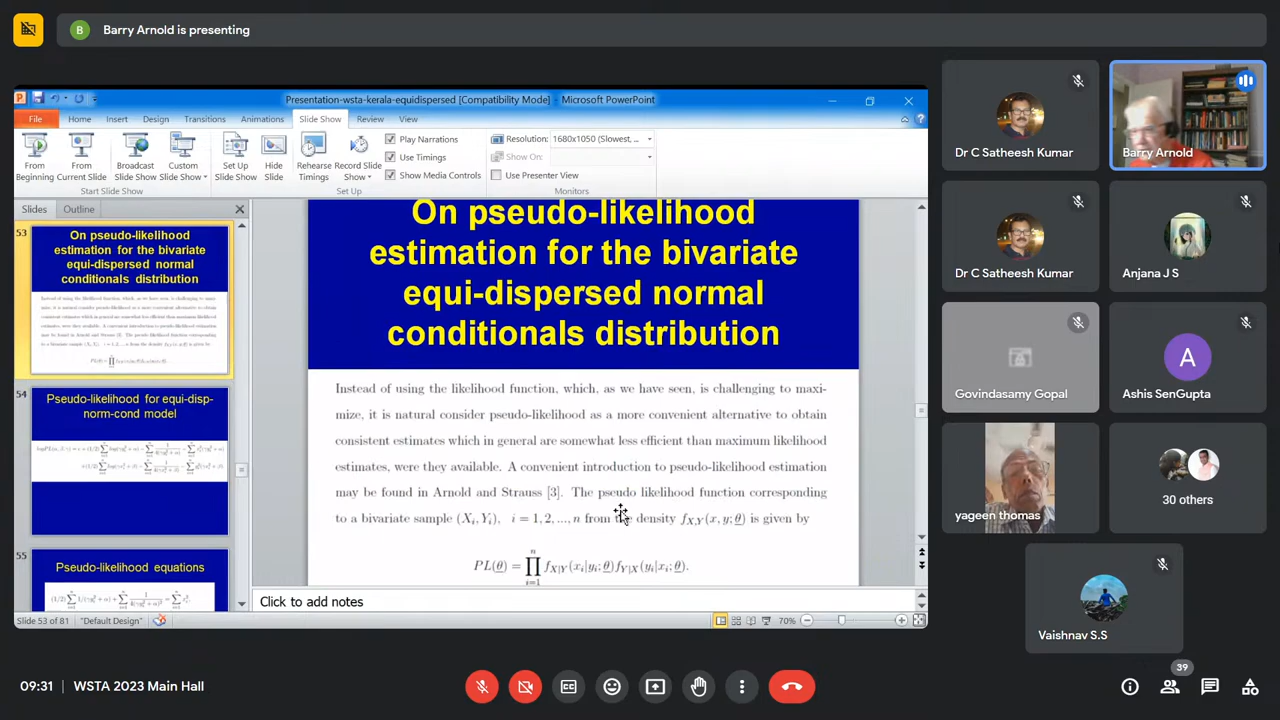 B Barry Arnold is presenting
Presentation-wsta-kerala-equidispersed [Compatibility Mode] - Microsoft PowerPoint
File Home Insert Design Transitions Animations Slide Show Review View
From Beginning
From Current Slide
Broadcast Slide Show
Custom Slide Show
Set Up Slide Show
Hide Slide
Rehearse Timings
Record Slide Show
Play Narrations
Use Timings
Show Media Controls
Resolution: 1680x1050 (Slowest, ...
Show On:
Use Presenter View
Start Slide Show
Set Up
Monitors
Slides Outline
53
On pseudo-likelihood
estimation for the bivariate
equi-dispersed normal
conditionals distribution
54
Pseudo-likelihood for equi-disp-
norm-cond model
55
Pseudo-likelihood equations
On pseudo-likelihood
estimation for the bivariate
equi-dispersed normal
conditionals distribution
Instead of using the likelihood function, which, as we have seen, is challenging to maxi-
mize, it is natural consider pseudo-likelihood as a more convenient alternative to obtain
consistent estimates which in general are somewhat less efficient than maximum likelihood
estimates, were they available. A convenient introduction to pseudo-likelihood estimation
may be found in Arnold and Strauss [3]. The pseudo likelihood function corresponding
to a bivariate sample (X_i, Y_i), i = 1, 2, ..., n from the density f_{X,Y}(x, y; θ) is given by
PL(θ) = ∏_{i=1}^{n} f_{X|Y}(x_i|y_i; θ) f_{Y|X}(y_i|x_i; θ).
Click to add notes
Slide 53 of 81 "Default Design" 70%
Dr C Satheesh Kumar
Barry Arnold
Dr C Satheesh Kumar
Anjana J S
Govindasamy Gopal
A
Ashis SenGupta
yageen thomas
30 others
Vaishnav S.S
09:31 | WSTA 2023 Main Hall
39